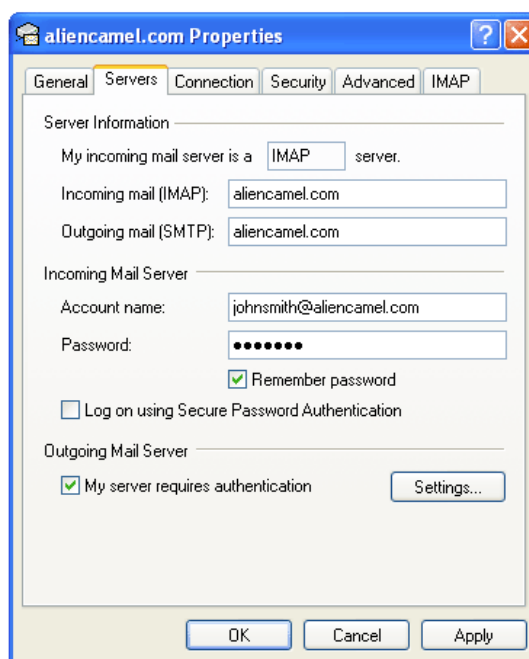 aliencamel.com Properties
General Servers Connection Security Advanced IMAP
Server Information
My incoming mail server is a IMAP server.
Incoming mail (IMAP): aliencamel.com
Outgoing mail (SMTP): aliencamel.com
Incoming Mail Server
Account name: johnsmith@aliencamel.com
Password: •••••••
Remember password
Log on using Secure Password Authentication
Outgoing Mail Server
My server requires authentication Settings...
OK Cancel Apply